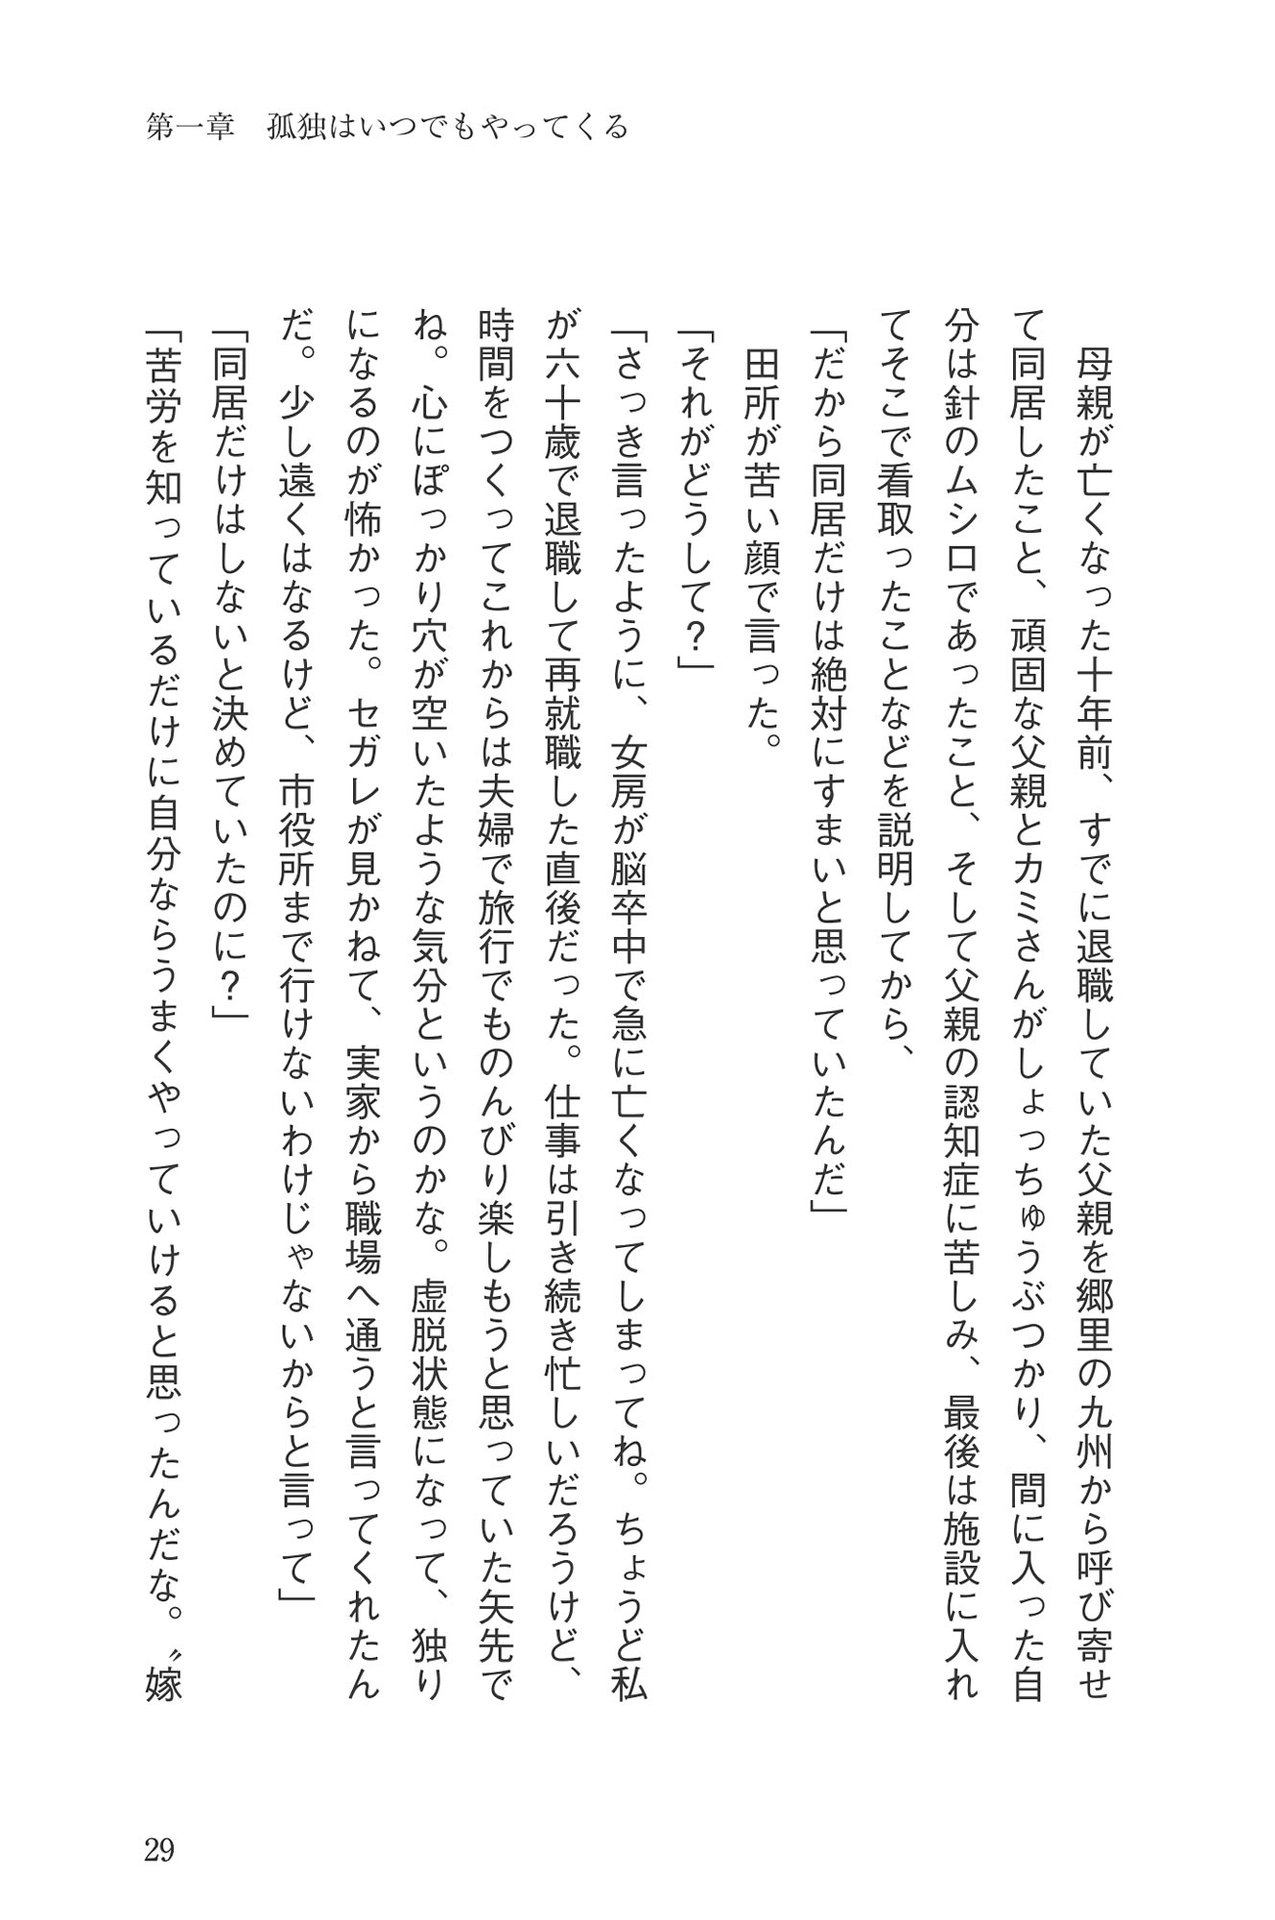 第一章　孤独はいつでもやってくる
　母親が亡くなった十年前、すでに退職していた父親を郷里の九州から呼び寄せ
て同居したこと、頑固な父親とカミさんがしょっちゅうぶつかり、間に入った自
分は針のムシロであったこと、そして父親の認知症に苦しみ、最後は施設に入れ
てそこで看取ったことなどを説明してから、
「だから同居だけは絶対にすまいと思っていたんだ」
　田所が苦い顔で言った。
「それがどうして？」
「さっき言ったように、女房が脳卒中で急に亡くなってしまってね。ちょうど私
が六十歳で退職して再就職した直後だった。仕事は引き続き忙しいだろうけど、
時間をつくってこれからは夫婦で旅行でものんびり楽しもうと思っていた矢先で
ね。心にぽっかり穴が空いたような気分というのかな。虚脱状態になって、独り
になるのが怖かった。セガレが見かねて、実家から職場へ通うと言ってくれたん
だ。少し遠くはなるけど、市役所まで行けないわけじゃないからと言って」
「同居だけはしないと決めていたのに？」
「苦労を知っているだけに自分ならうまくやっていけると思ったんだな。〝嫁
29